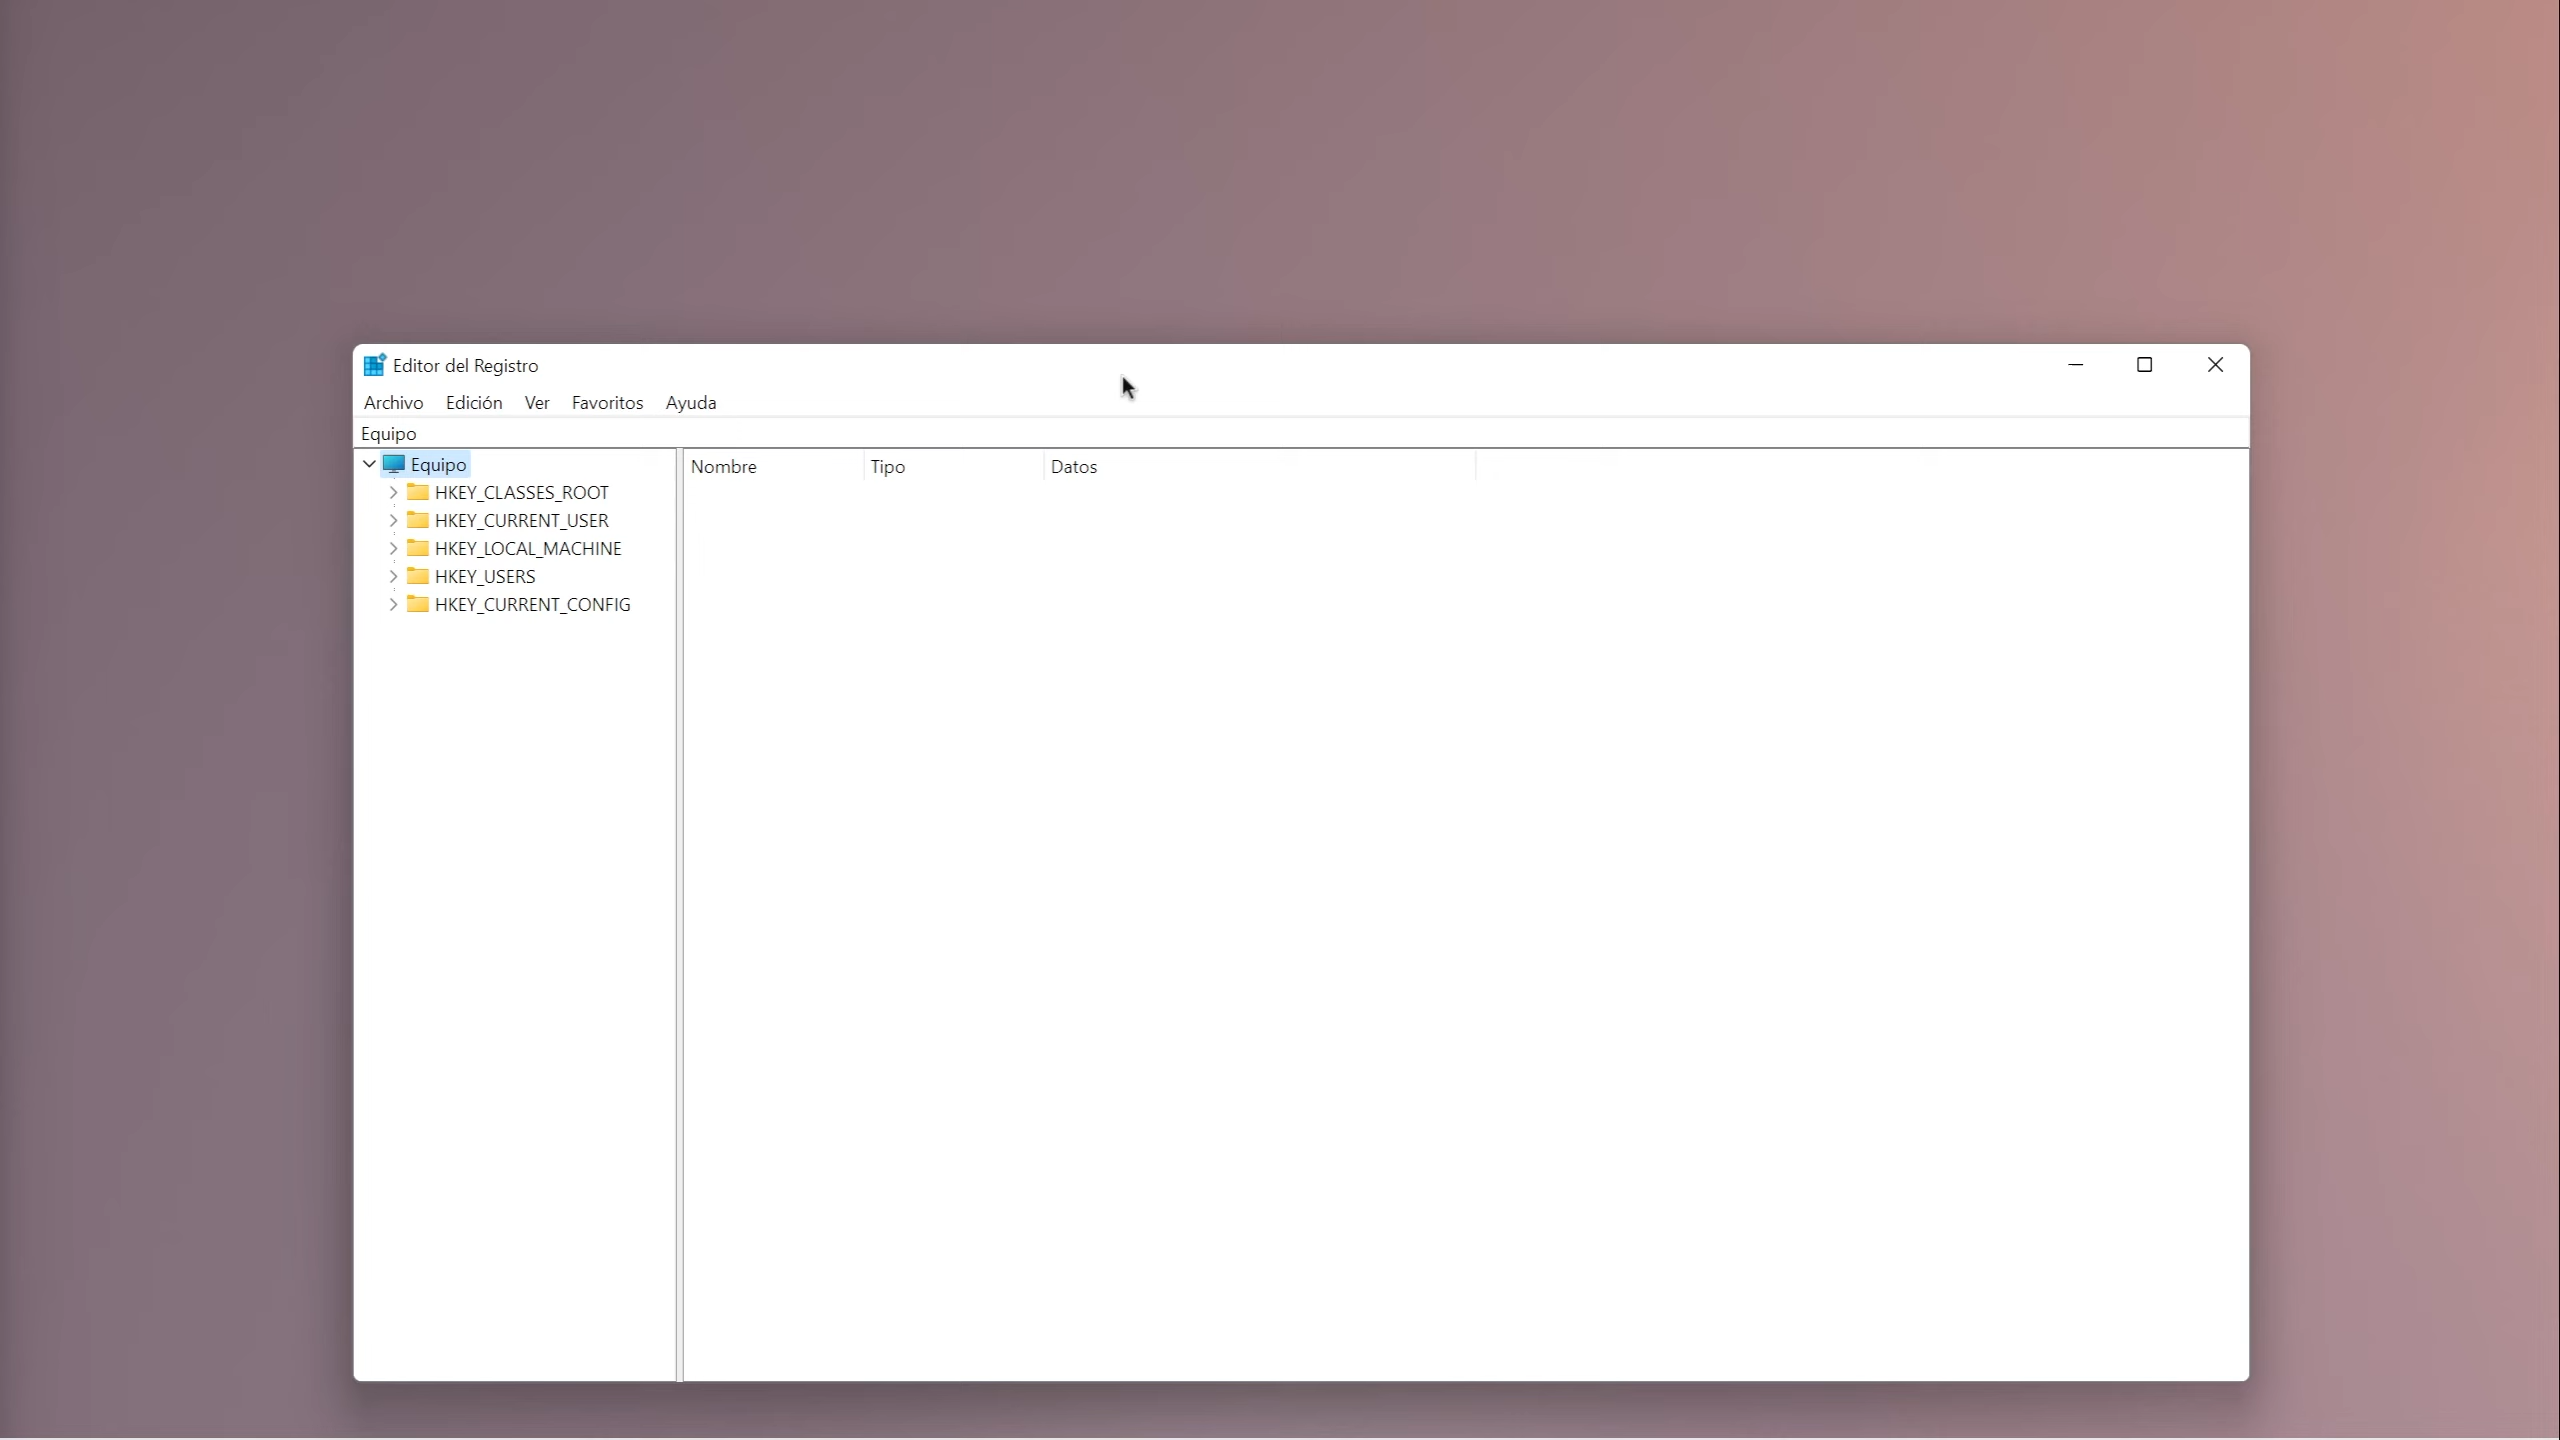 Editor del Registro
Archivo Edición Ver Favoritos Ayuda
Equipo
Equipo
HKEY_CLASSES_ROOT
HKEY_CURRENT_USER
HKEY_LOCAL_MACHINE
HKEY_USERS
HKEY_CURRENT_CONFIG
Nombre Tipo Datos